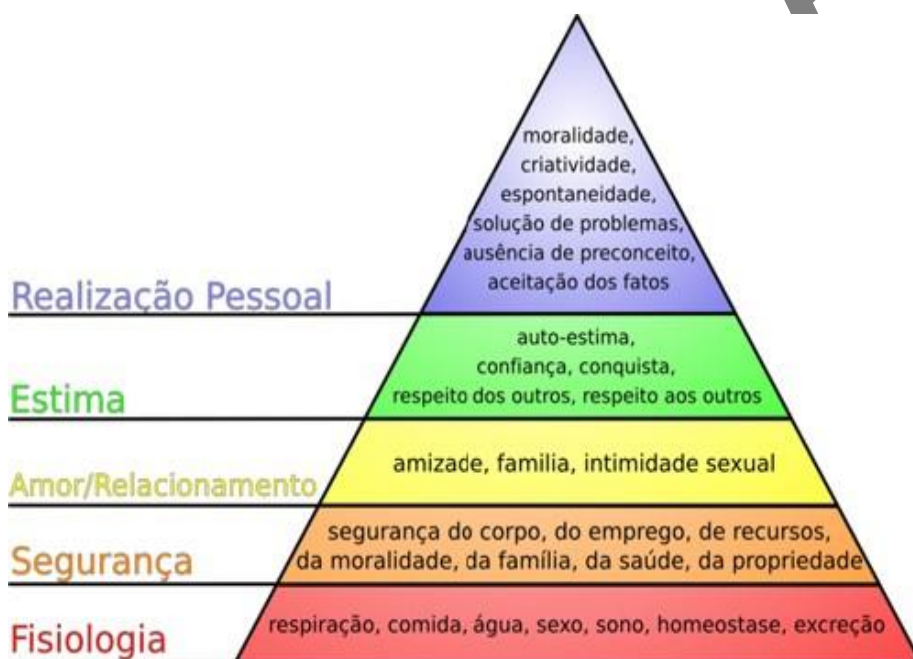 moralidade,
criatividade,
espontaneidade,
solução de problemas,
ausência de preconceito,
aceitação dos fatos
Realização Pessoal
auto-estima,
confiança, conquista,
respeito dos outros, respeito aos outros
Estima
amizade, familia, intimidade sexual
Amor/Relacionamento
segurança do corpo, do emprego, de recursos,
da moralidade, da família, da saúde, da propriedade
Segurança
respiração, comida, água, sexo, sono, homeostase, excreção
Fisiologia